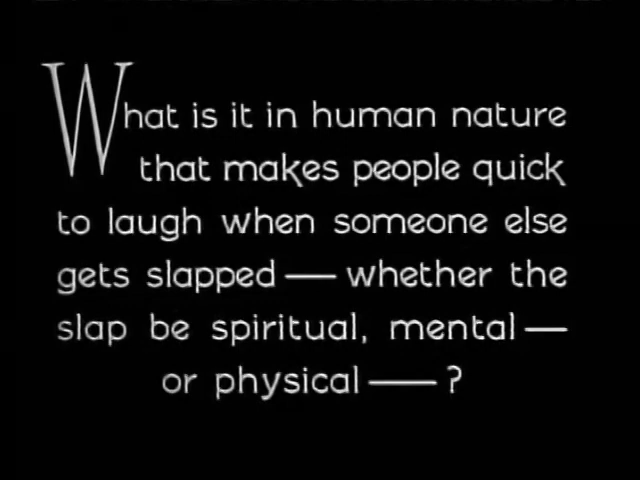 What is it in human nature
that makes people quick
to laugh when someone else
gets slapped — whether the
slap be spiritual, mental —
or physical — ?